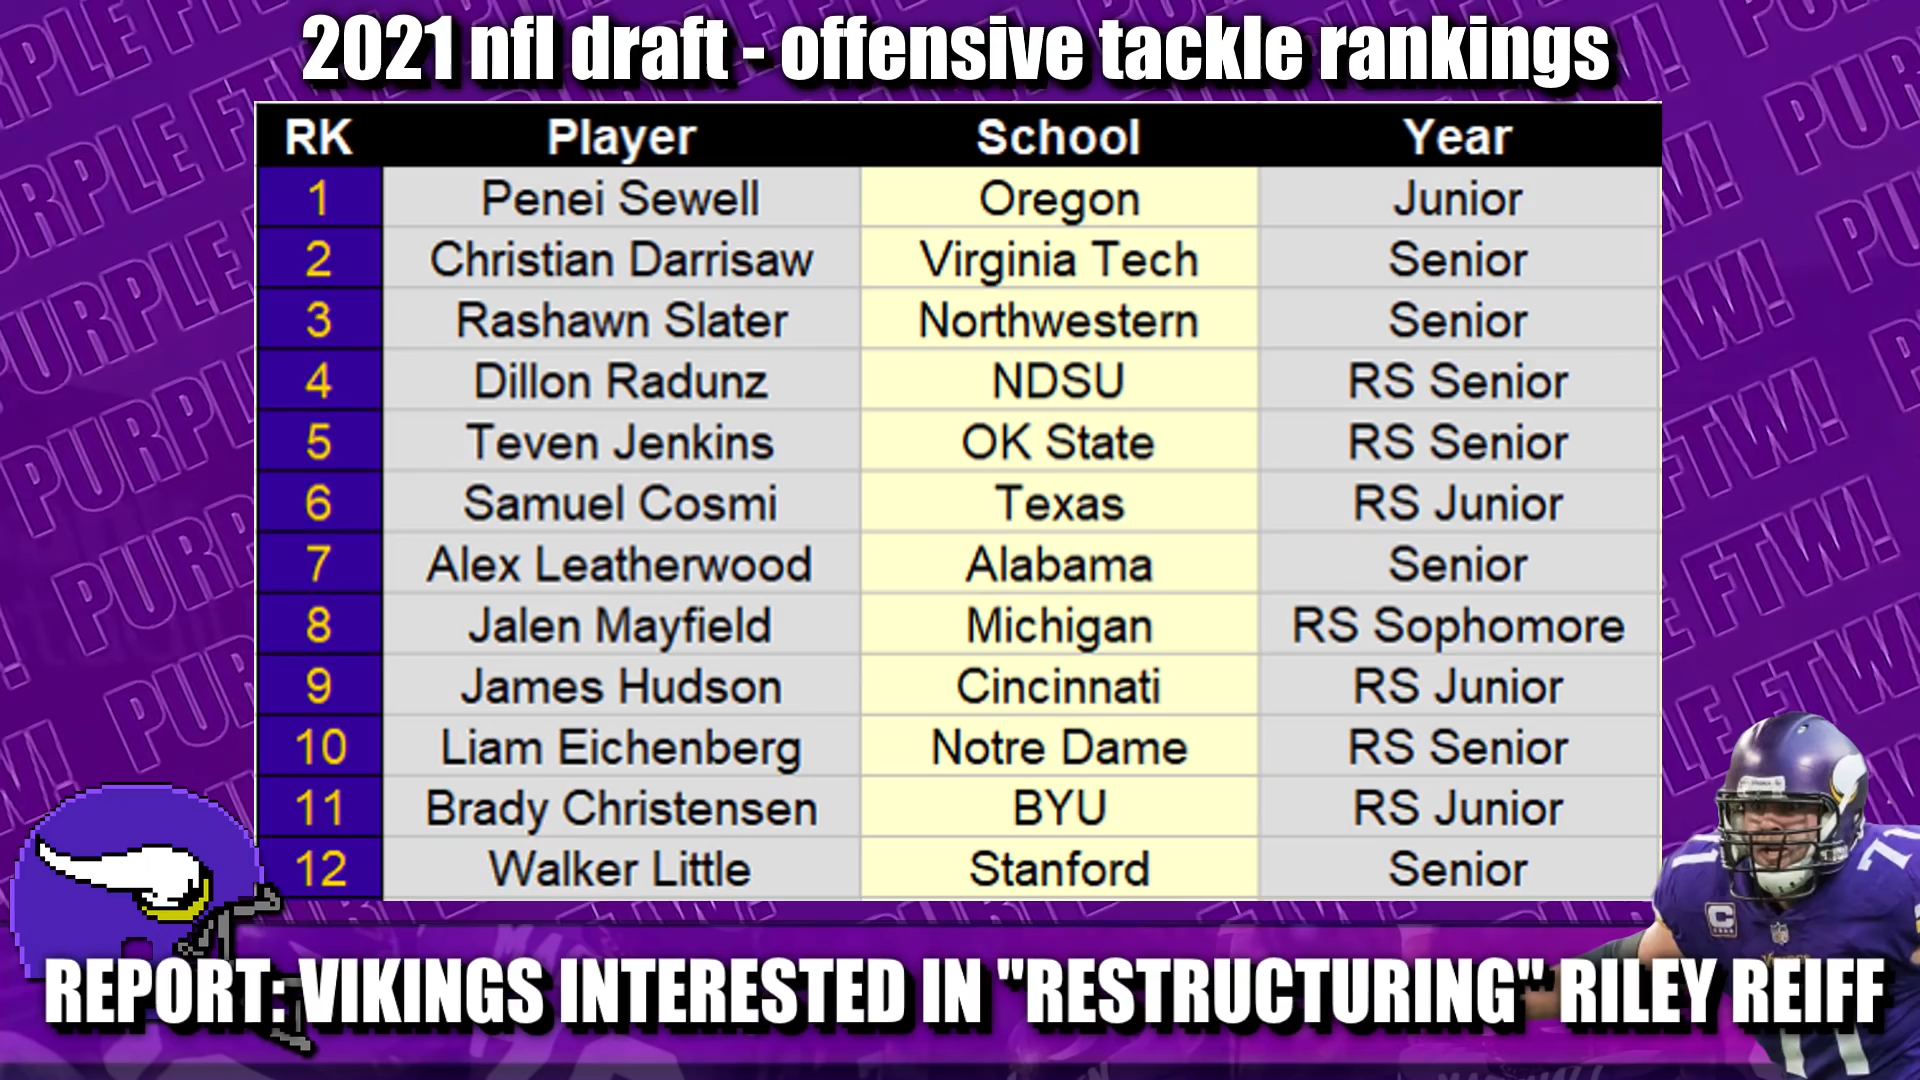 2021 nfl draft - offensive tackle rankings
RK Player School Year
1 Penei Sewell Oregon Junior
2 Christian Darrisaw Virginia Tech Senior
3 Rashawn Slater Northwestern Senior
4 Dillon Radunz NDSU RS Senior
5 Teven Jenkins OK State RS Senior
6 Samuel Cosmi Texas RS Junior
7 Alex Leatherwood Alabama Senior
8 Jalen Mayfield Michigan RS Sophomore
9 James Hudson Cincinnati RS Junior
10 Liam Eichenberg Notre Dame RS Senior
11 Brady Christensen BYU RS Junior
12 Walker Little Stanford Senior
REPORT: VIKINGS INTERESTED IN "RESTRUCTURING" RILEY REIFF
PURPLE FTW!
71
C
71